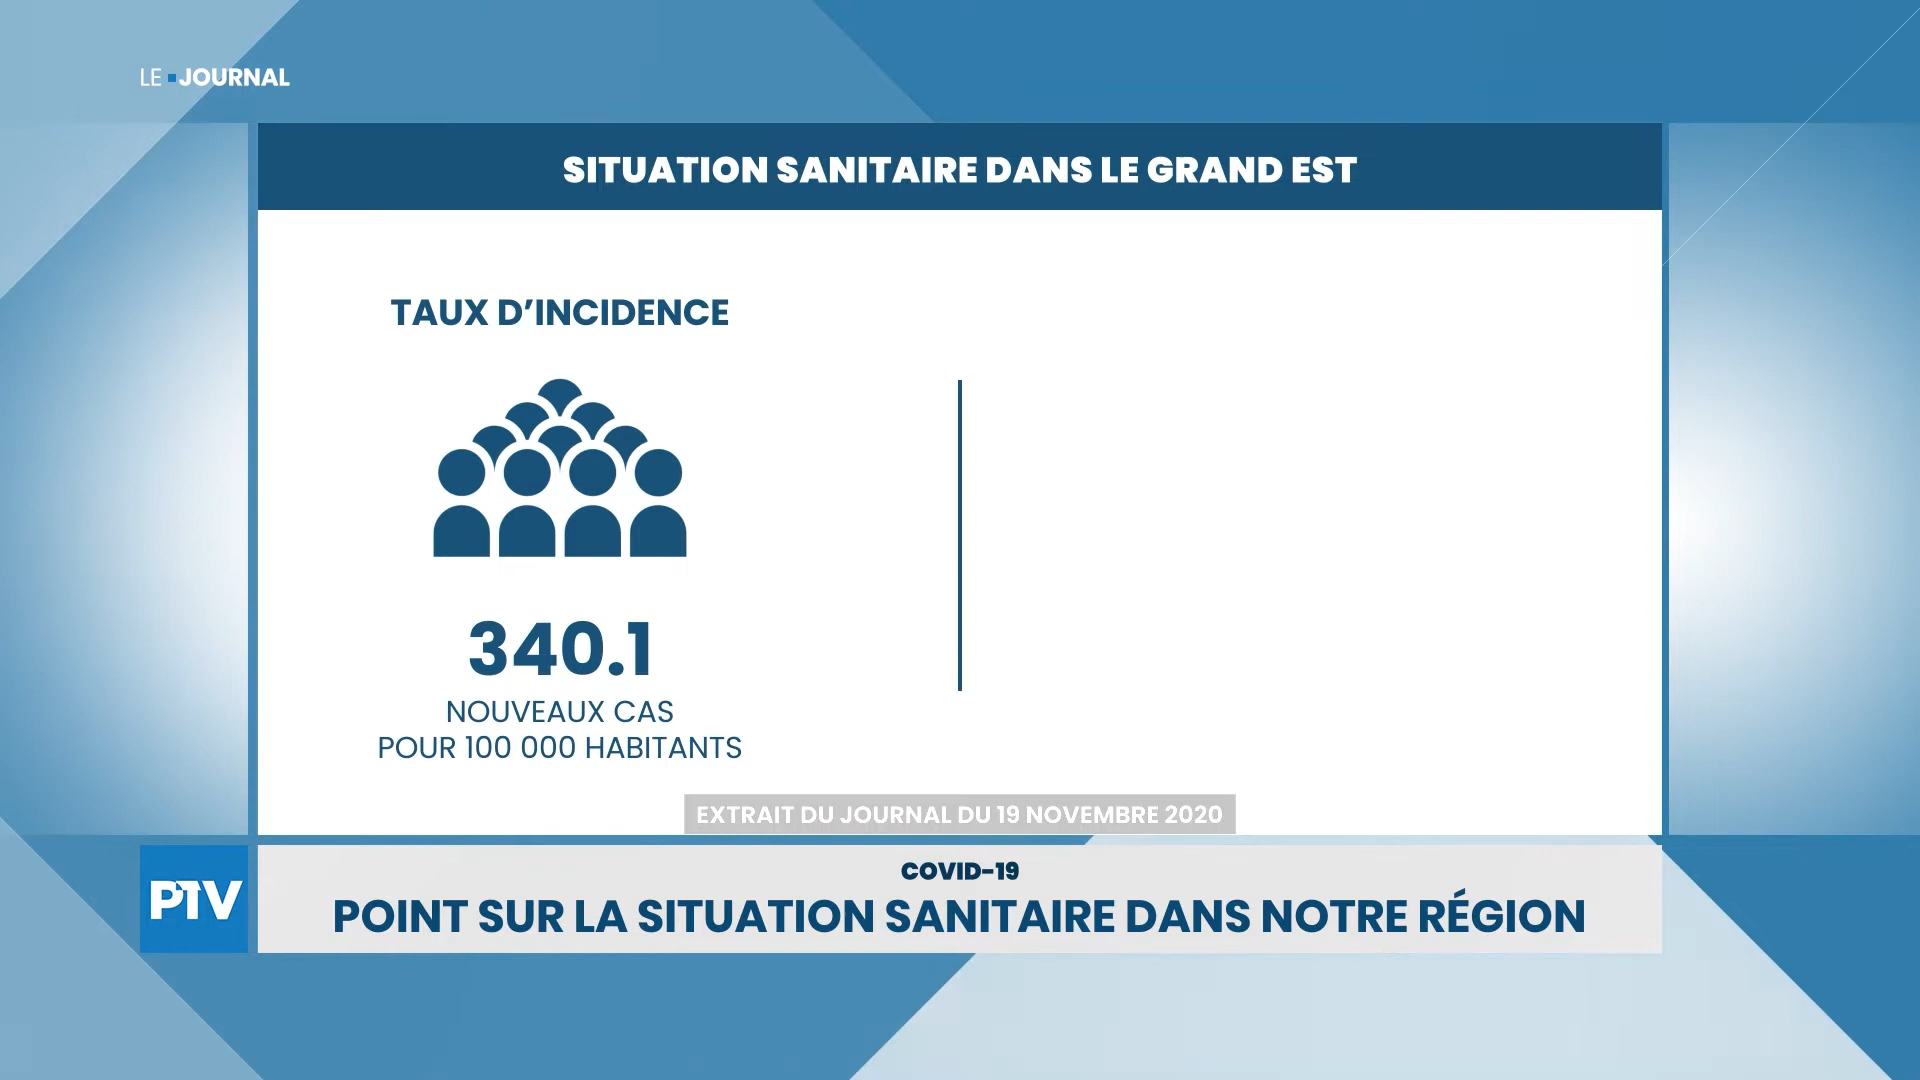 LE JOURNAL
SITUATION SANITAIRE DANS LE GRAND EST
TAUX D’INCIDENCE
340.1
NOUVEAUX CAS
POUR 100 000 HABITANTS
EXTRAIT DU JOURNAL DU 19 NOVEMBRE 2020
PTV
COVID-19
POINT SUR LA SITUATION SANITAIRE DANS NOTRE RÉGION